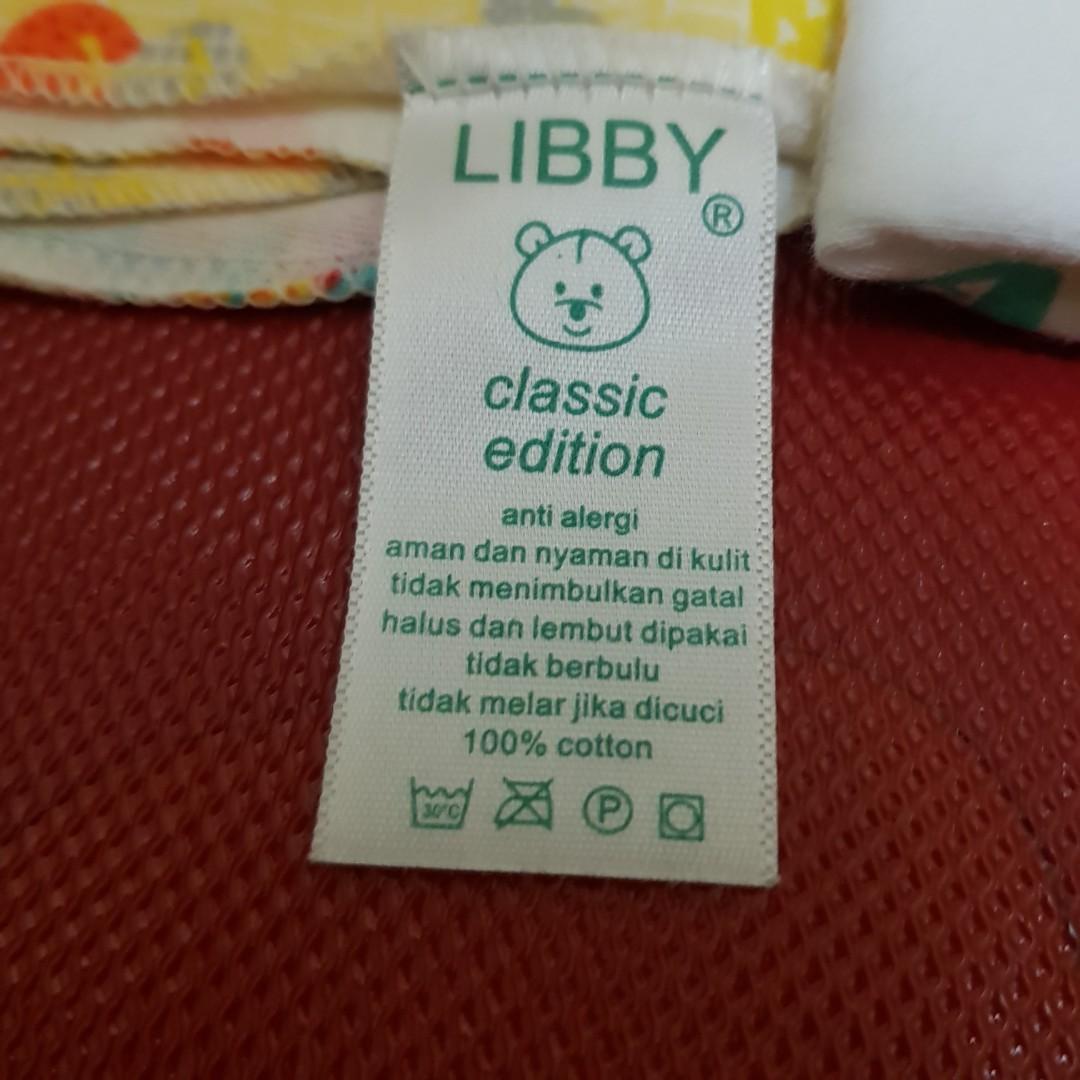 LIBBY
®
classic
edition
anti alergi
aman dan nyaman di kulit
tidak menimbulkan gatal
halus dan lembut dipakai
tidak berbulu
tidak melar jika dicuci
100% cotton
30°C P